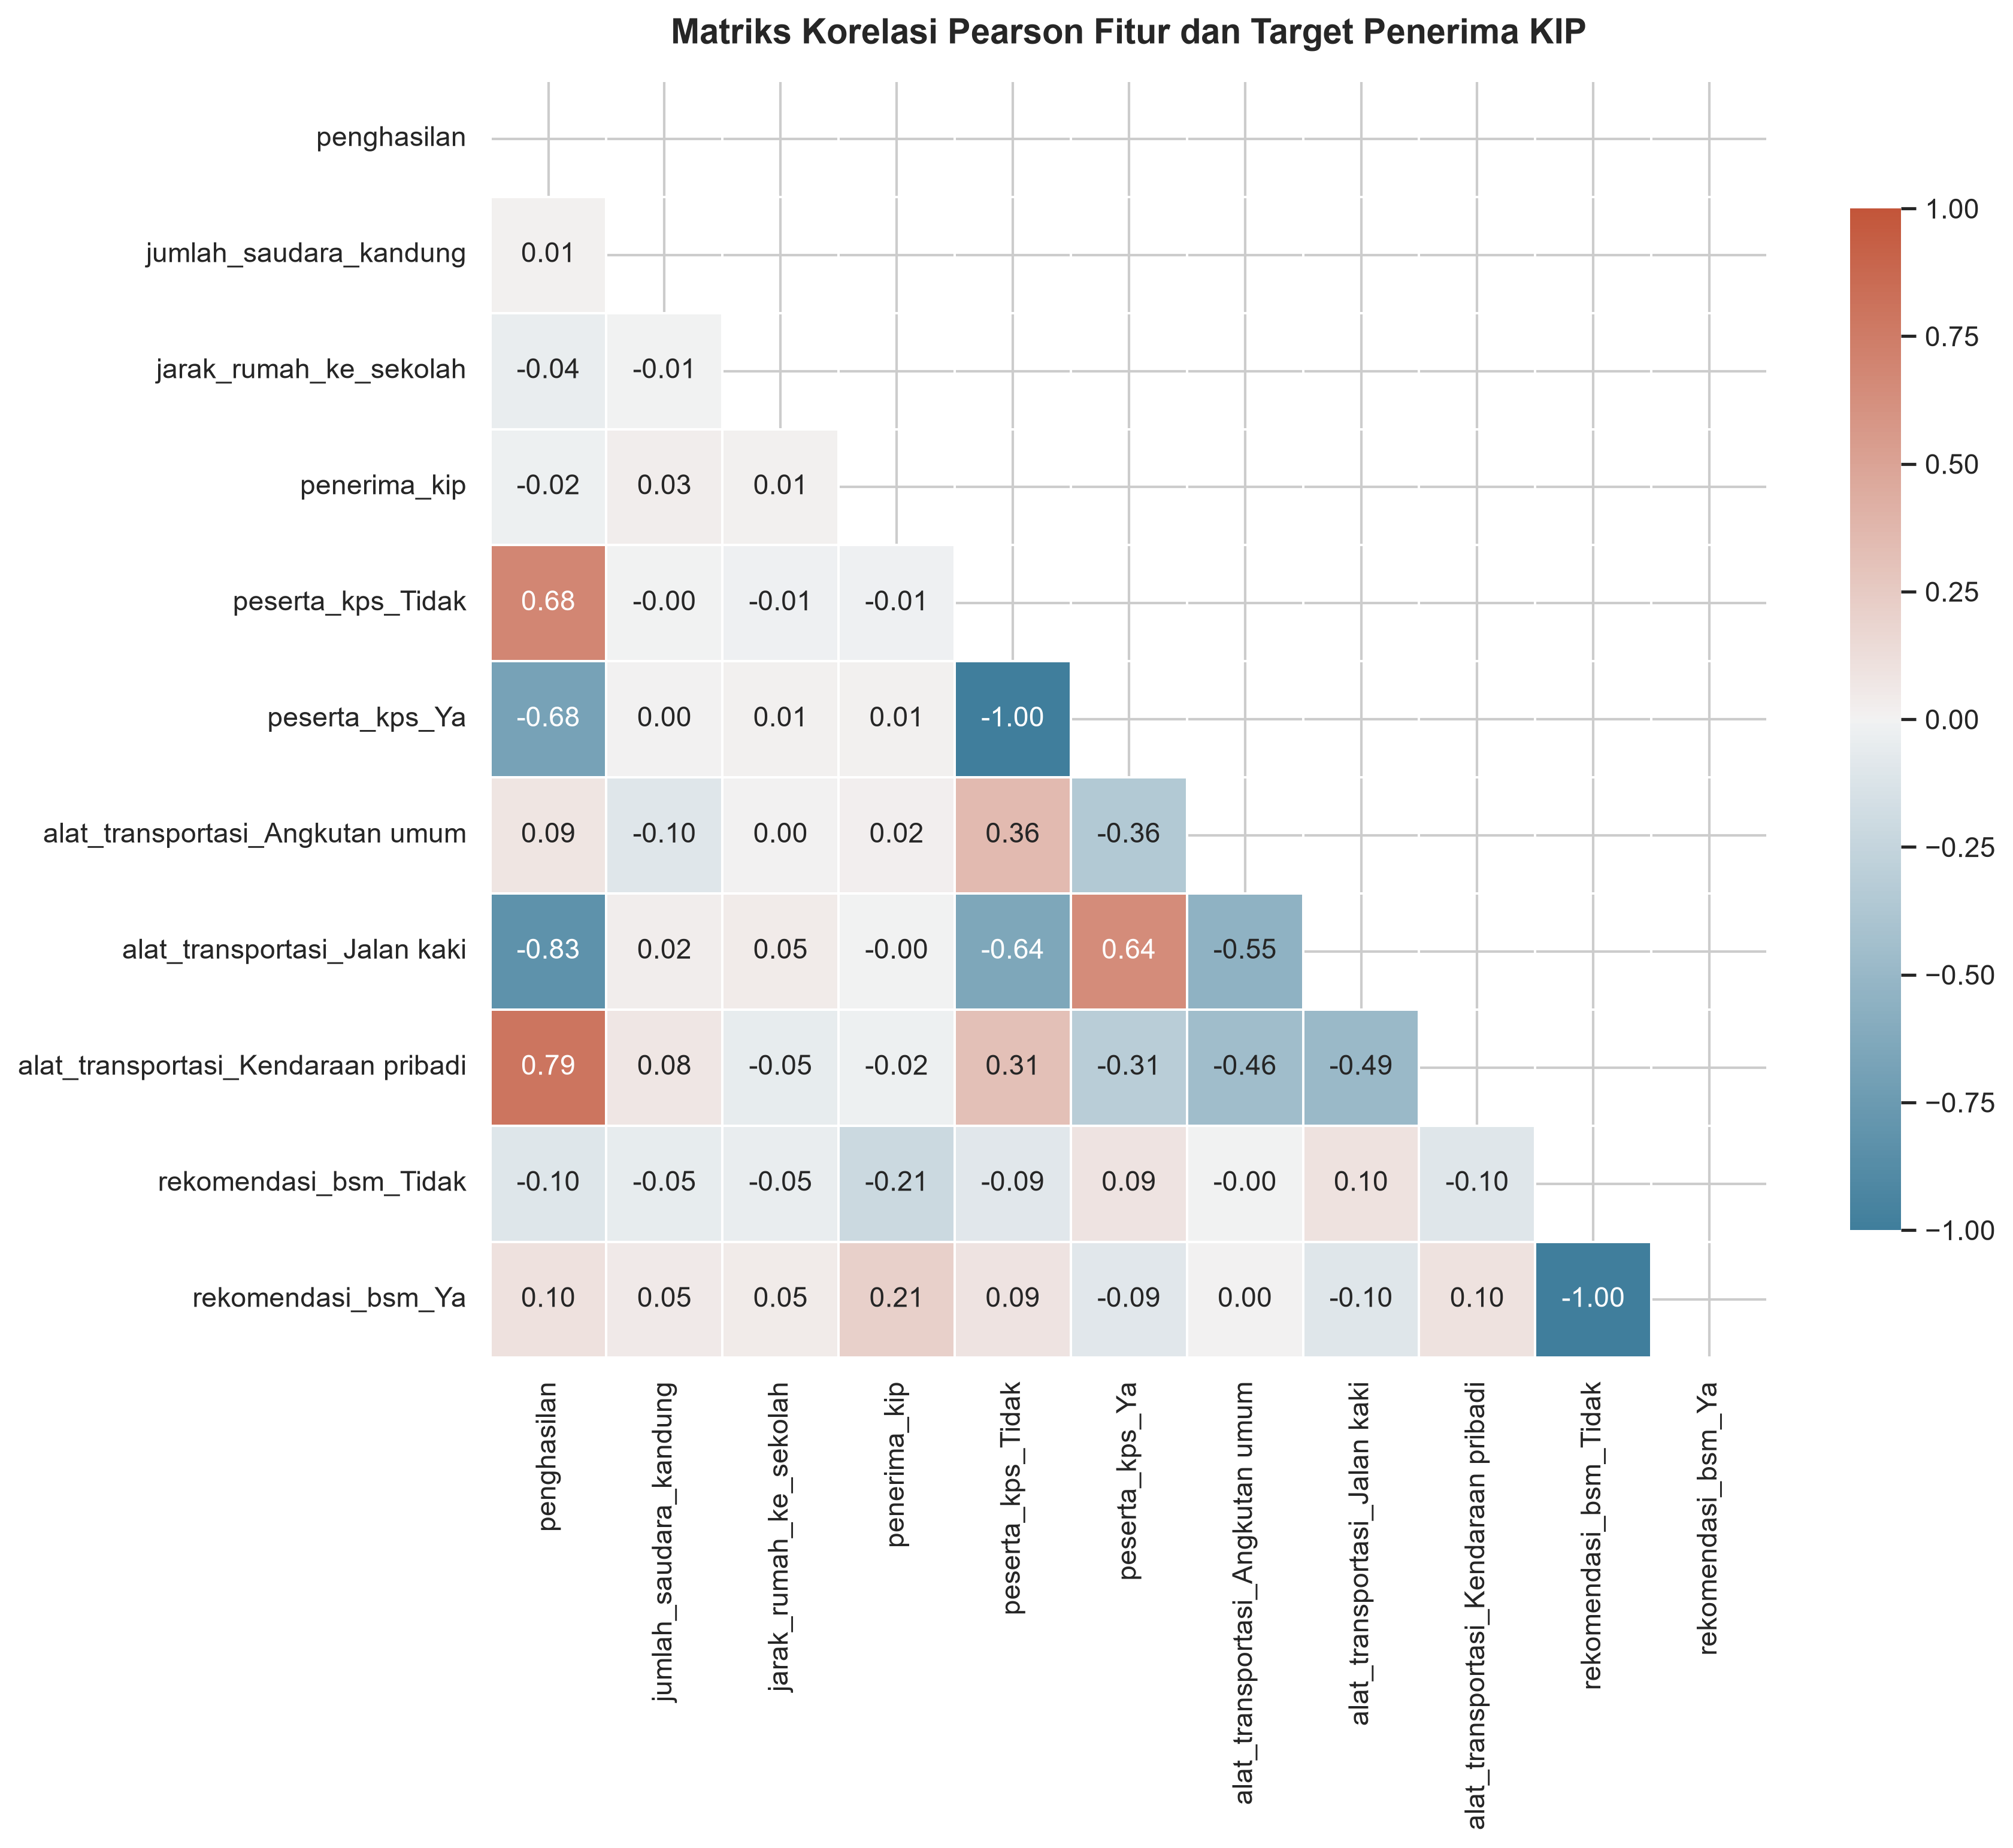 Matriks Korelasi Pearson Fitur dan Target Penerima KIP
penghasilan
jumlah_saudara_kandung 0.01
jarak_rumah_ke_sekolah -0.04 -0.01
penerima_kip -0.02 0.03 0.01
peserta_kps_Tidak 0.68 -0.00 -0.01 -0.01
peserta_kps_Ya -0.68 0.00 0.01 0.01 -1.00
alat_transportasi_Angkutan umum 0.09 -0.10 0.00 0.02 0.36 -0.36
alat_transportasi_Jalan kaki -0.83 0.02 0.05 -0.00 -0.64 0.64 -0.55
alat_transportasi_Kendaraan pribadi 0.79 0.08 -0.05 -0.02 0.31 -0.31 -0.46 -0.49
rekomendasi_bsm_Tidak -0.10 -0.05 -0.05 -0.21 -0.09 0.09 -0.00 0.10 -0.10
rekomendasi_bsm_Ya 0.10 0.05 0.05 0.21 0.09 -0.09 0.00 -0.10 0.10 -1.00
penghasilan
jumlah_saudara_kandung
jarak_rumah_ke_sekolah
penerima_kip
peserta_kps_Tidak
peserta_kps_Ya
alat_transportasi_Angkutan umum
alat_transportasi_Jalan kaki
alat_transportasi_Kendaraan pribadi
rekomendasi_bsm_Tidak
rekomendasi_bsm_Ya
1.00
0.75
0.50
0.25
0.00
−0.25
−0.50
−0.75
−1.00